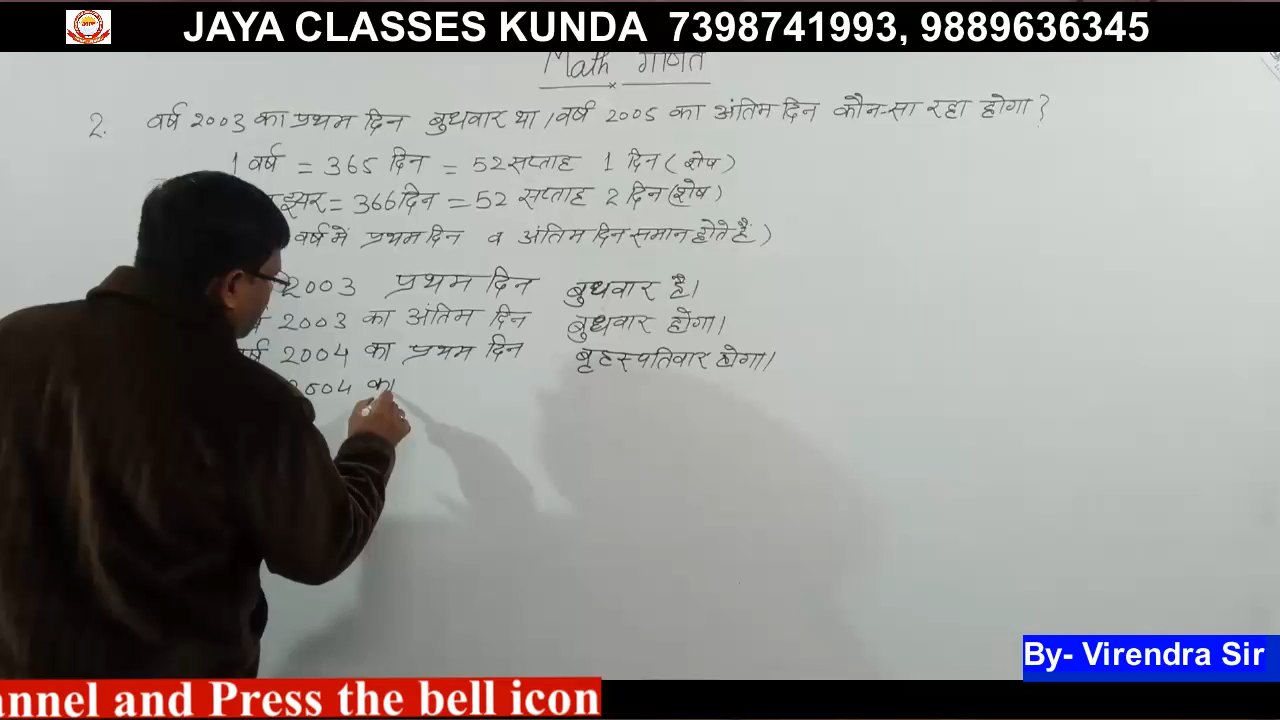 JAYA CLASSES KUNDA 7398741993, 9889636345
Math गणित
2. वर्ष 2003 का प्रथम दिन बुधवार था। वर्ष 2005 का अंतिम दिन कौन-सा रहा होगा?
1 वर्ष = 365 दिन = 52 सप्ताह 1 दिन (शेष)
= 366 दिन = 52 सप्ताह 2 दिन (शेष)
वर्ष में प्रथम दिन व अंतिम दिन समान होते हैं)
2003 प्रथम दिन बुधवार है।
2003 का अंतिम दिन बुधवार होगा।
वर्ष 2004 का प्रथम दिन बृहस्पतिवार होगा।
2004 का
By- Virendra Sir
and Press the bell icon